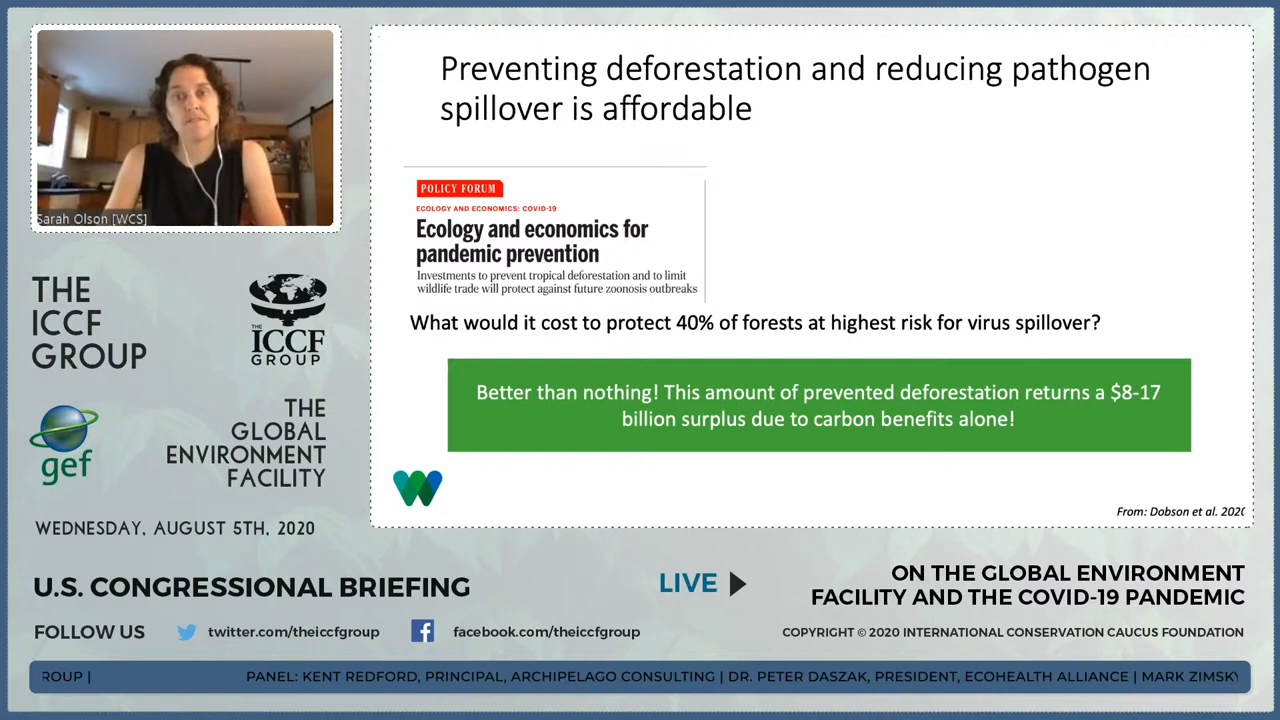 Sarah Olson [WCS]
THE
ICCF
GROUP
THE
ICCF
GROUP
gef
THE
GLOBAL
ENVIRONMENT
FACILITY
WEDNESDAY, AUGUST 5TH, 2020
Preventing deforestation and reducing pathogen
spillover is affordable
POLICY FORUM
ECOLOGY AND ECONOMICS: COVID-19
Ecology and economics for
pandemic prevention
Investments to prevent tropical deforestation and to limit
wildlife trade will protect against future zoonosis outbreaks
What would it cost to protect 40% of forests at highest risk for virus spillover?
Better than nothing! This amount of prevented deforestation returns a $8-17
billion surplus due to carbon benefits alone!
From: Dobson et al. 2020
U.S. CONGRESSIONAL BRIEFING
LIVE
ON THE GLOBAL ENVIRONMENT
FACILITY AND THE COVID-19 PANDEMIC
FOLLOW US
twitter.com/theiccfgroup
facebook.com/theiccfgroup
COPYRIGHT © 2020 INTERNATIONAL CONSERVATION CAUCUS FOUNDATION
ROUP | PANEL: KENT REDFORD, PRINCIPAL, ARCHIPELAGO CONSULTING | DR. PETER DASZAK, PRESIDENT, ECOHEALTH ALLIANCE | MARK ZIMSKY